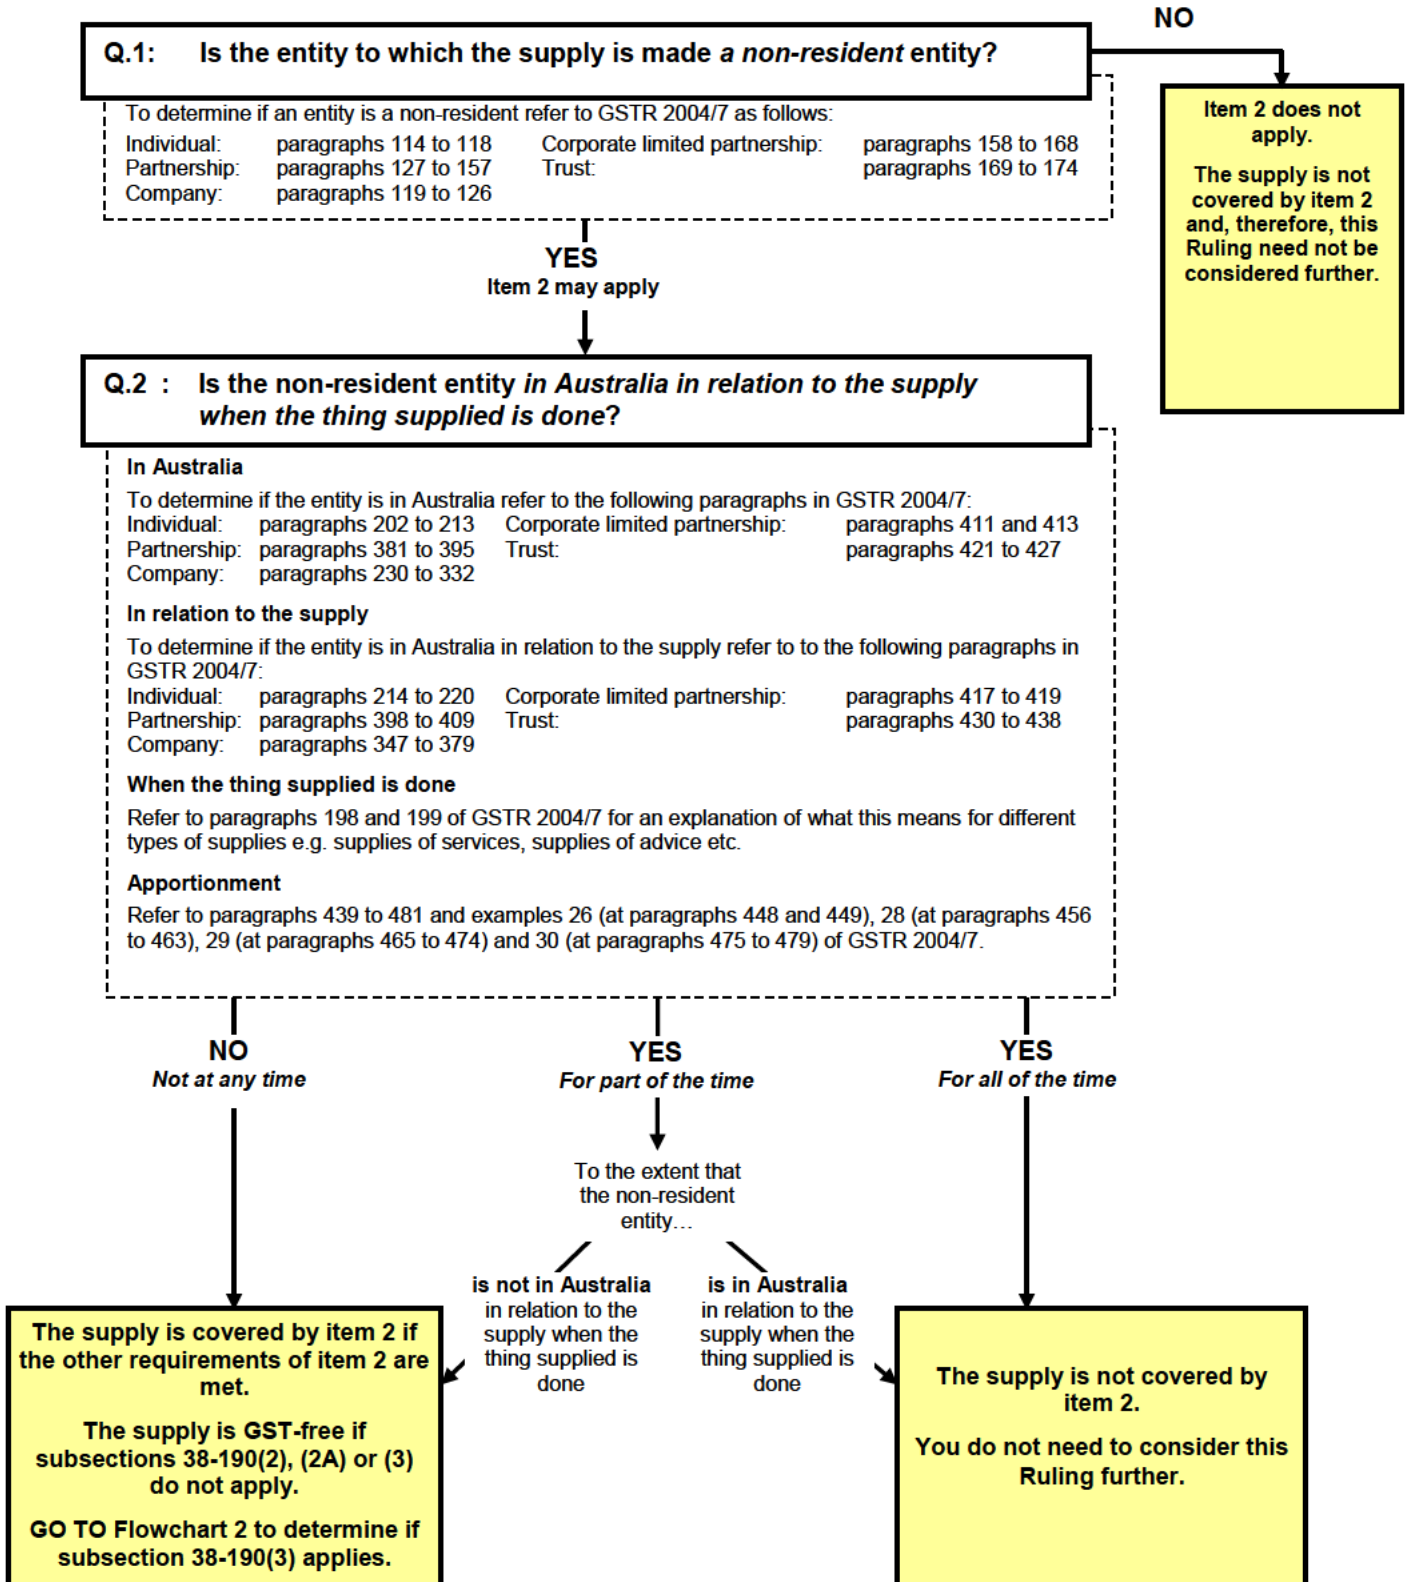 NO
Q.1: Is the entity to which the supply is made a non-resident entity?
To determine if an entity is a non-resident refer to GSTR 2004/7 as follows:
Individual: paragraphs 114 to 118 Corporate limited partnership: paragraphs 158 to 168
Partnership: paragraphs 127 to 157 Trust: paragraphs 169 to 174
Company: paragraphs 119 to 126
Item 2 does not
apply.
The supply is not
covered by item 2
and, therefore, this
Ruling need not be
considered further.
YES
Item 2 may apply
Q.2 : Is the non-resident entity in Australia in relation to the supply
when the thing supplied is done?
In Australia
To determine if the entity is in Australia refer to the following paragraphs in GSTR 2004/7:
Individual: paragraphs 202 to 213 Corporate limited partnership: paragraphs 411 and 413
Partnership: paragraphs 381 to 395 Trust: paragraphs 421 to 427
Company: paragraphs 230 to 332
In relation to the supply
To determine if the entity is in Australia in relation to the supply refer to to the following paragraphs in
GSTR 2004/7:
Individual: paragraphs 214 to 220 Corporate limited partnership: paragraphs 417 to 419
Partnership: paragraphs 398 to 409 Trust: paragraphs 430 to 438
Company: paragraphs 347 to 379
When the thing supplied is done
Refer to paragraphs 198 and 199 of GSTR 2004/7 for an explanation of what this means for different
types of supplies e.g. supplies of services, supplies of advice etc.
Apportionment
Refer to paragraphs 439 to 481 and examples 26 (at paragraphs 448 and 449), 28 (at paragraphs 456
to 463), 29 (at paragraphs 465 to 474) and 30 (at paragraphs 475 to 479) of GSTR 2004/7.
NO
Not at any time
YES
For part of the time
YES
For all of the time
To the extent that
the non-resident
entity…
is not in Australia
in relation to the
supply when the
thing supplied is
done
is in Australia
in relation to the
supply when the
thing supplied is
done
The supply is covered by item 2 if
the other requirements of item 2 are
met.
The supply is GST-free if
subsections 38-190(2), (2A) or (3)
do not apply.
GO TO Flowchart 2 to determine if
subsection 38-190(3) applies.
The supply is not covered by
item 2.
You do not need to consider this
Ruling further.